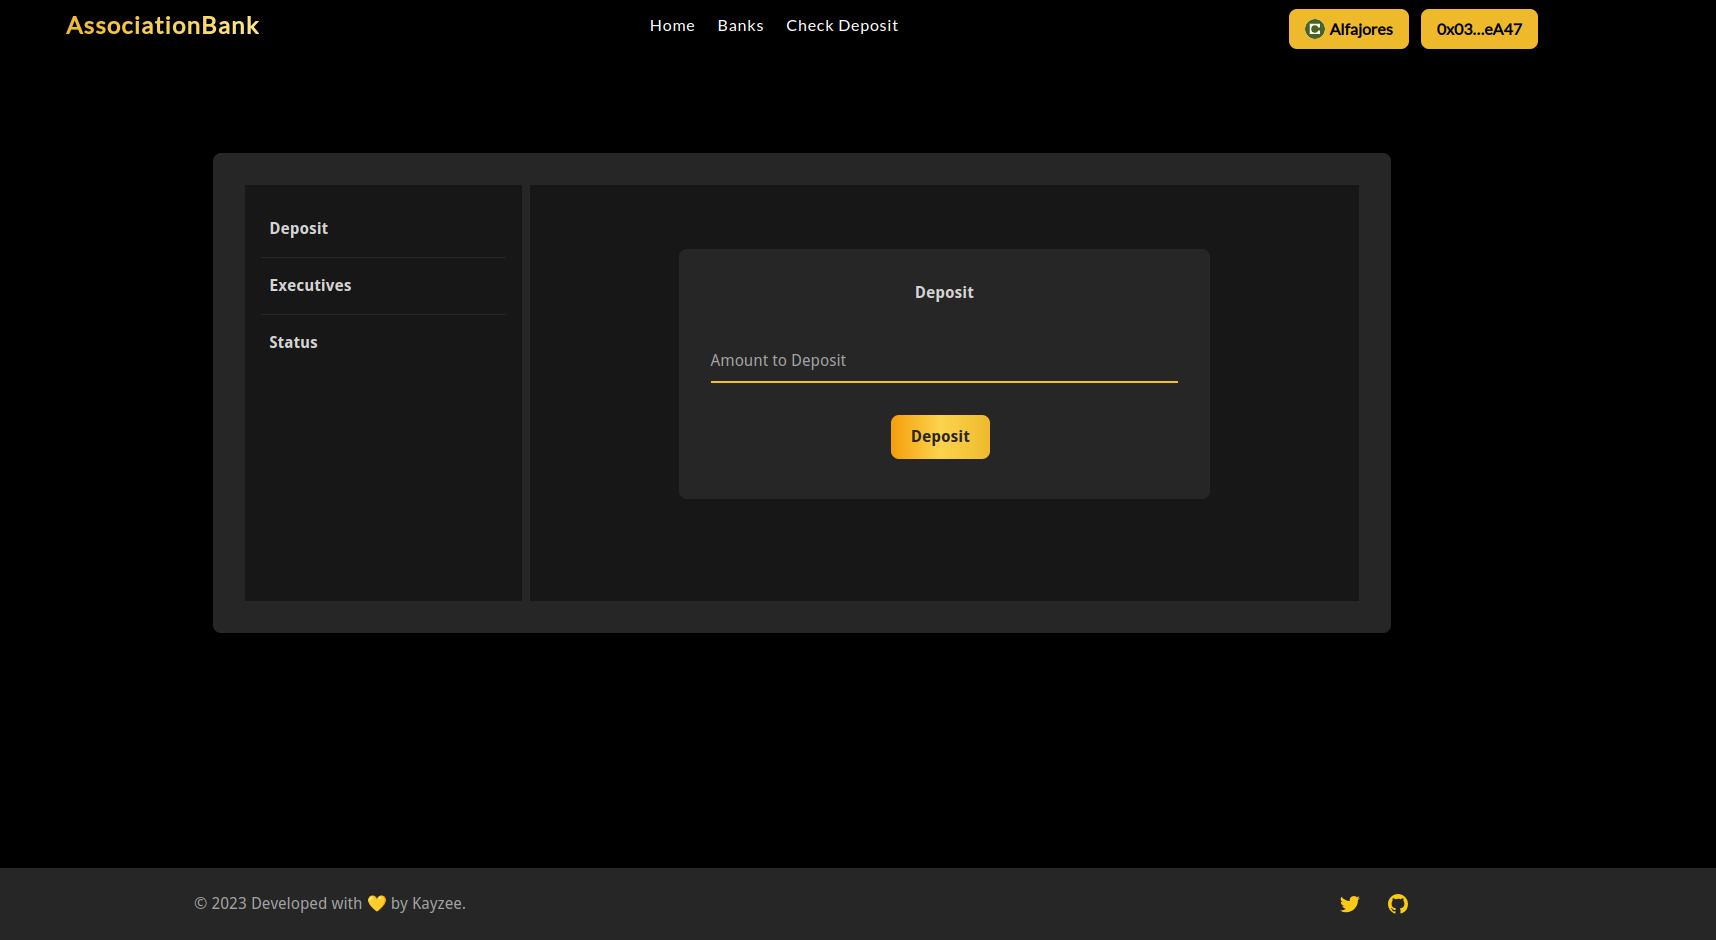 AssociationBank
Home Banks Check Deposit
Alfajores 0x03...eA47
Deposit
Executives
Status
Deposit
Amount to Deposit
Deposit
© 2023 Developed with 💛 by Kayzee.